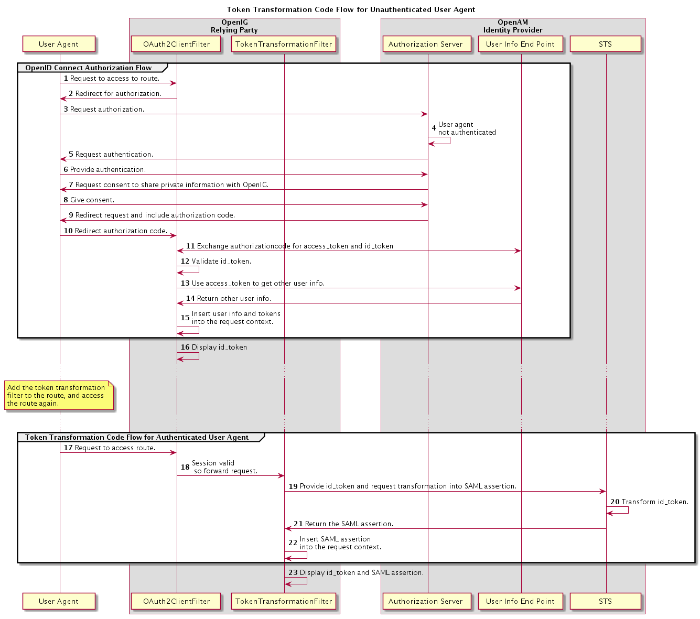 Token Transformation Code Flow for Unauthenticated User Agent
OpenIG
Relying Party
OpenAM
Identity Provider
User Agent
OAuth2ClientFilter
TokenTransformationFilter
Authorization Server
User Info End Point
STS
OpenID Connect Authorization Flow
1 Request to access to route.
2 Redirect for authorization.
3 Request authorization.
4 User agent
not authenticated
5 Request authentication.
6 Provide authentication
7 Request consent to share private information with OpenIG.
8 Give consent.
9 Redirect request and include authorization code.
10 Redirect authorization code.
11 Exchange authorizationcode for access_token and id_token
12 Validate id_token.
13 Use access_token to get other user info.
14 Return other user info.
15 Insert user info and tokens
into the request context.
16 Display id_token
Add the token transformation
filter to the route, and access
the route again
Token Transformation Code Flow for Authenticated User Agent
17 Request to access route.
18 Session valid
so forward request.
19 Provide id_token and request transformation into SAML assertion.
20 Transform id_token.
21 Return the SAML assertion.
22 Insert SAML assertion
into the request context.
23 Display id_token and SAML assertion.
User Agent
OAuth2ClientFilter
TokenTransformationFilter
Authorization Server
User Info End Point
STS